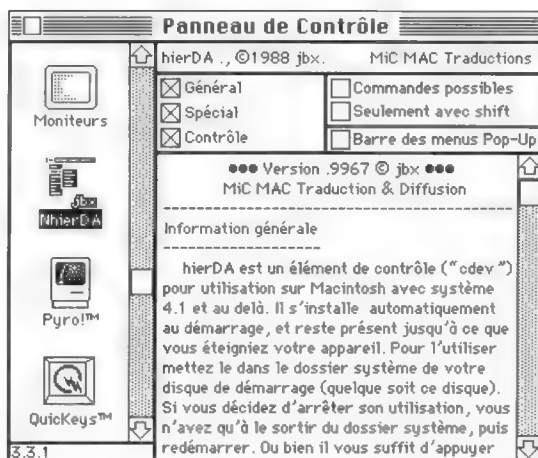 Panneau de Contrôle
Moniteurs
jbx
NhierDA
Pyro!™
QuicKeys™
3.3.1
hierDA ., ©1988 jbx. MiC MAC Traductions
Général
Spécial
Contrôle
Commandes possibles
Seulement avec shift
Barre des menus Pop-Up
●●● Version .9967 © jbx ●●●
MiC MAC Traduction & Diffusion
Information générale
hierDA est un élément de contrôle ("cdev")
pour utilisation sur Macintosh avec système
4.1 et au delà. Il s'installe automatiquement
au démarrage, et reste présent jusqu'à ce que
vous éteigniez votre appareil. Pour l'utiliser
mettez le dans le dossier système de votre
disque de démarrage (quelque soit ce disque).
Si vous décidez d'arrêter son utilisation, vous
n'avez qu'à le sortir du dossier système, puis
redémarrer. Ou bien il vous suffit d'appuyer